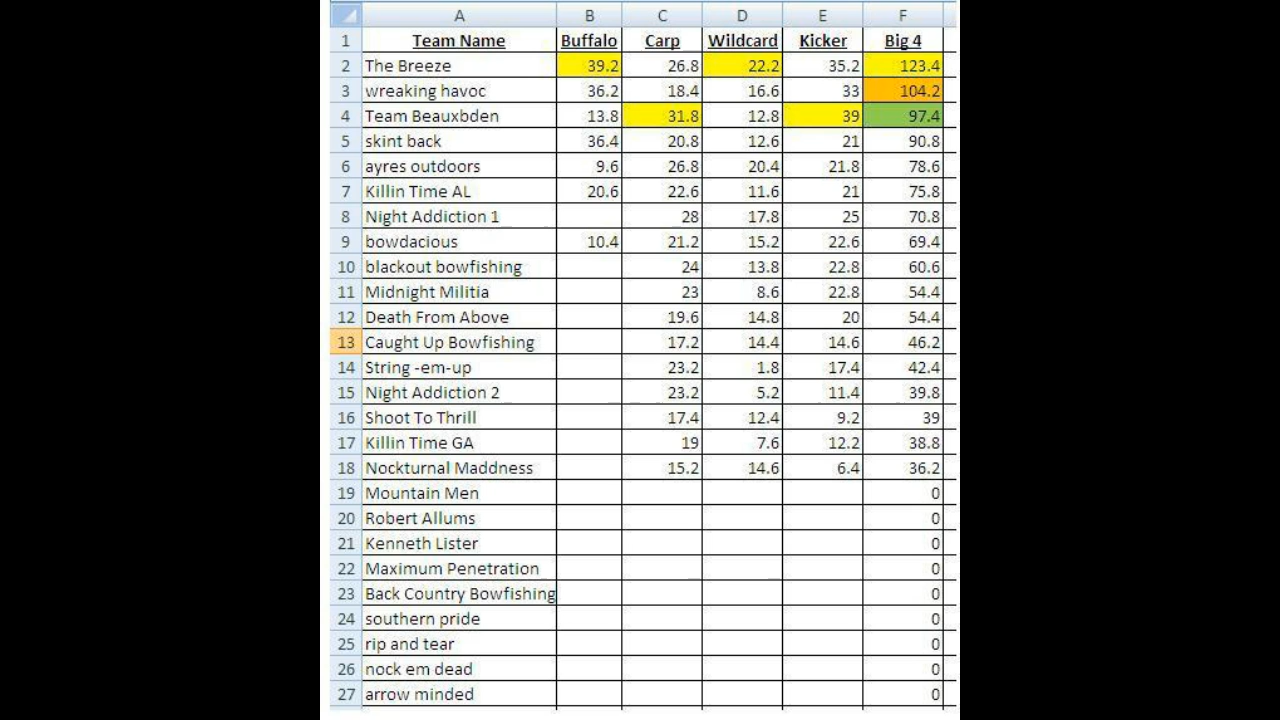 A B C D E F
1 Team Name Buffalo Carp Wildcard Kicker Big 4
2 The Breeze 39.2 26.8 22.2 35.2 123.4
3 wreaking havoc 36.2 18.4 16.6 33 104.2
4 Team Beauxbden 13.8 31.8 12.8 39 97.4
5 skint back 36.4 20.8 12.6 21 90.8
6 ayres outdoors 9.6 26.8 20.4 21.8 78.6
7 Killin Time AL 20.6 22.6 11.6 21 75.8
8 Night Addiction 1 28 17.8 25 70.8
9 bowdacious 10.4 21.2 15.2 22.6 69.4
10 blackout bowfishing 24 13.8 22.8 60.6
11 Midnight Militia 23 8.6 22.8 54.4
12 Death From Above 19.6 14.8 20 54.4
13 Caught Up Bowfishing 17.2 14.4 14.6 46.2
14 String -em-up 23.2 1.8 17.4 42.4
15 Night Addiction 2 23.2 5.2 11.4 39.8
16 Shoot To Thrill 17.4 12.4 9.2 39
17 Killin Time GA 19 7.6 12.2 38.8
18 Nockturnal Maddness 15.2 14.6 6.4 36.2
19 Mountain Men 0
20 Robert Allums 0
21 Kenneth Lister 0
22 Maximum Penetration 0
23 Back Country Bowfishing 0
24 southern pride 0
25 rip and tear 0
26 nock em dead 0
27 arrow minded 0